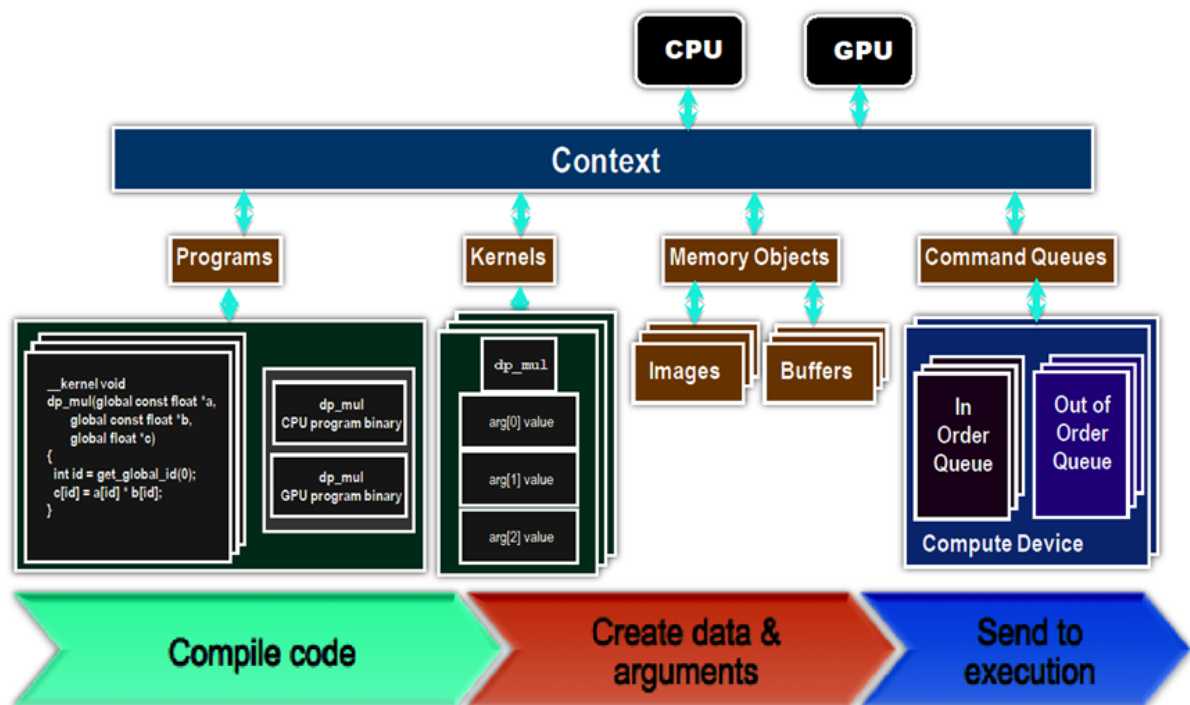 CPU
GPU
Context
Programs
Kernels
Memory Objects
Command Queues
__kernel void
dp_mul(global const float *a,
global const float *b,
global float *c)
{
int id = get_global_id(0);
c[id] = a[id] * b[id];
}
dp_mul
CPU program binary
dp_mul
GPU program binary
dp_mul
arg[0] value
arg[1] value
arg[2] value
Images
Buffers
In
Order
Queue
Out of
Order
Queue
Compute Device
Compile code
Create data &
arguments
Send to
execution